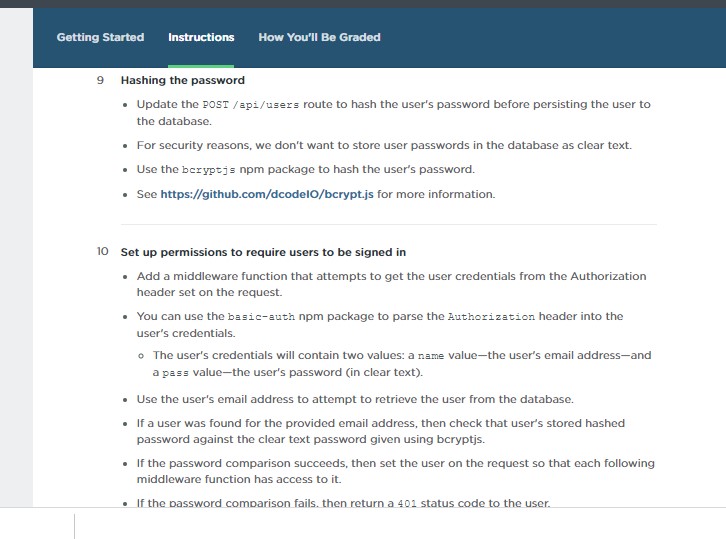 Getting Started Instructions How You'll Be Graded
9 Hashing the password
• Update the POST /api/users route to hash the user's password before persisting the user to
the database.
• For security reasons, we don't want to store user passwords in the database as clear text.
• Use the bcryptjs npm package to hash the user's password.
• See https://github.com/dcodeIO/bcrypt.js for more information.
10 Set up permissions to require users to be signed in
• Add a middleware function that attempts to get the user credentials from the Authorization
header set on the request.
• You can use the basic-auth npm package to parse the Authorization header into the
user's credentials.
◦ The user's credentials will contain two values: a name value—the user's email address—and
a pass value—the user's password (in clear text).
• Use the user's email address to attempt to retrieve the user from the database.
• If a user was found for the provided email address, then check that user's stored hashed
password against the clear text password given using bcryptjs.
• If the password comparison succeeds, then set the user on the request so that each following
middleware function has access to it.
• If the password comparison fails, then return a 401 status code to the user.